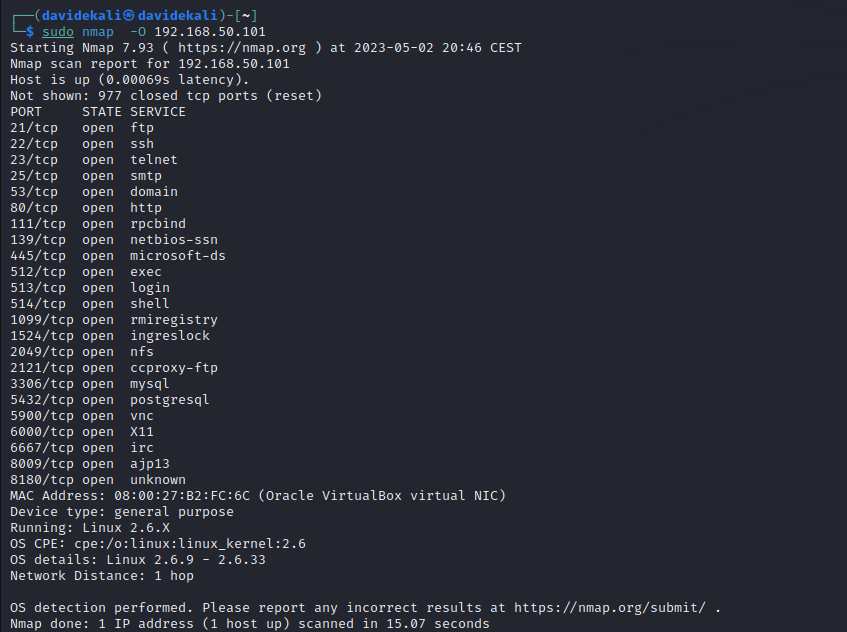 ┌──(davidekali㉿davidekali)-[~]
└─$ sudo nmap  -O 192.168.50.101
Starting Nmap 7.93 ( https://nmap.org ) at 2023-05-02 20:46 CEST
Nmap scan report for 192.168.50.101
Host is up (0.00069s latency).
Not shown: 977 closed tcp ports (reset)
PORT     STATE SERVICE
21/tcp   open  ftp
22/tcp   open  ssh
23/tcp   open  telnet
25/tcp   open  smtp
53/tcp   open  domain
80/tcp   open  http
111/tcp  open  rpcbind
139/tcp  open  netbios-ssn
445/tcp  open  microsoft-ds
512/tcp  open  exec
513/tcp  open  login
514/tcp  open  shell
1099/tcp open  rmiregistry
1524/tcp open  ingreslock
2049/tcp open  nfs
2121/tcp open  ccproxy-ftp
3306/tcp open  mysql
5432/tcp open  postgresql
5900/tcp open  vnc
6000/tcp open  X11
6667/tcp open  irc
8009/tcp open  ajp13
8180/tcp open  unknown
MAC Address: 08:00:27:B2:FC:6C (Oracle VirtualBox virtual NIC)
Device type: general purpose
Running: Linux 2.6.X
OS CPE: cpe:/o:linux:linux_kernel:2.6
OS details: Linux 2.6.9 - 2.6.33
Network Distance: 1 hop

OS detection performed. Please report any incorrect results at https://nmap.org/submit/ .
Nmap done: 1 IP address (1 host up) scanned in 15.07 seconds